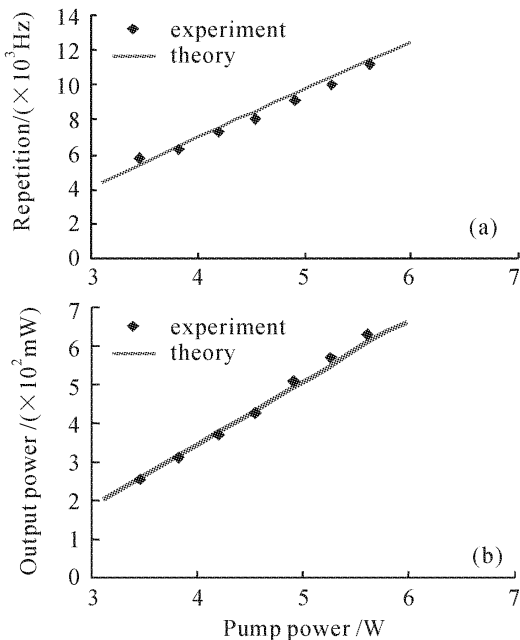 14
12
10
8
6
4
2
0
Repetition/(×10³Hz)
experiment
theory
(a)
3 4 5 6 7
7
6
5
4
3
2
1
0
Output power /(×10²mW)
experiment
theory
(b)
3 4 5 6 7
Pump power /W